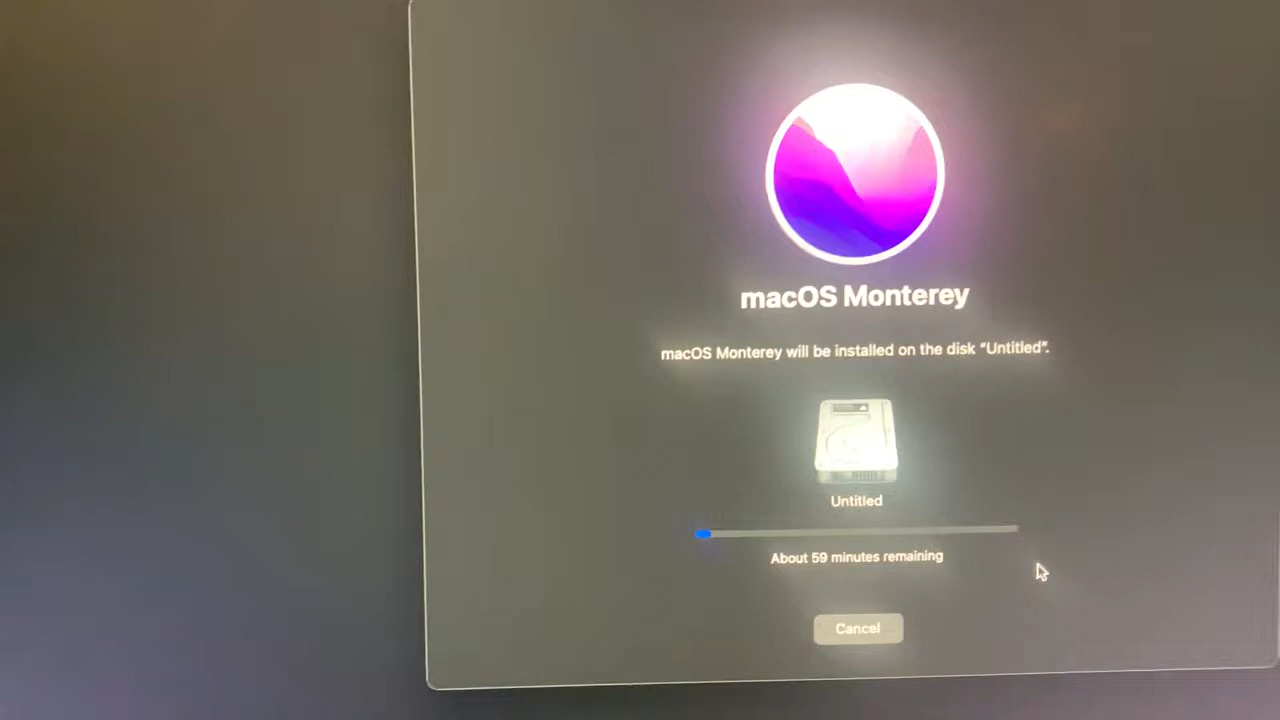 macOS Monterey
macOS Monterey will be installed on the disk “Untitled”.
Untitled
About 59 minutes remaining
Cancel